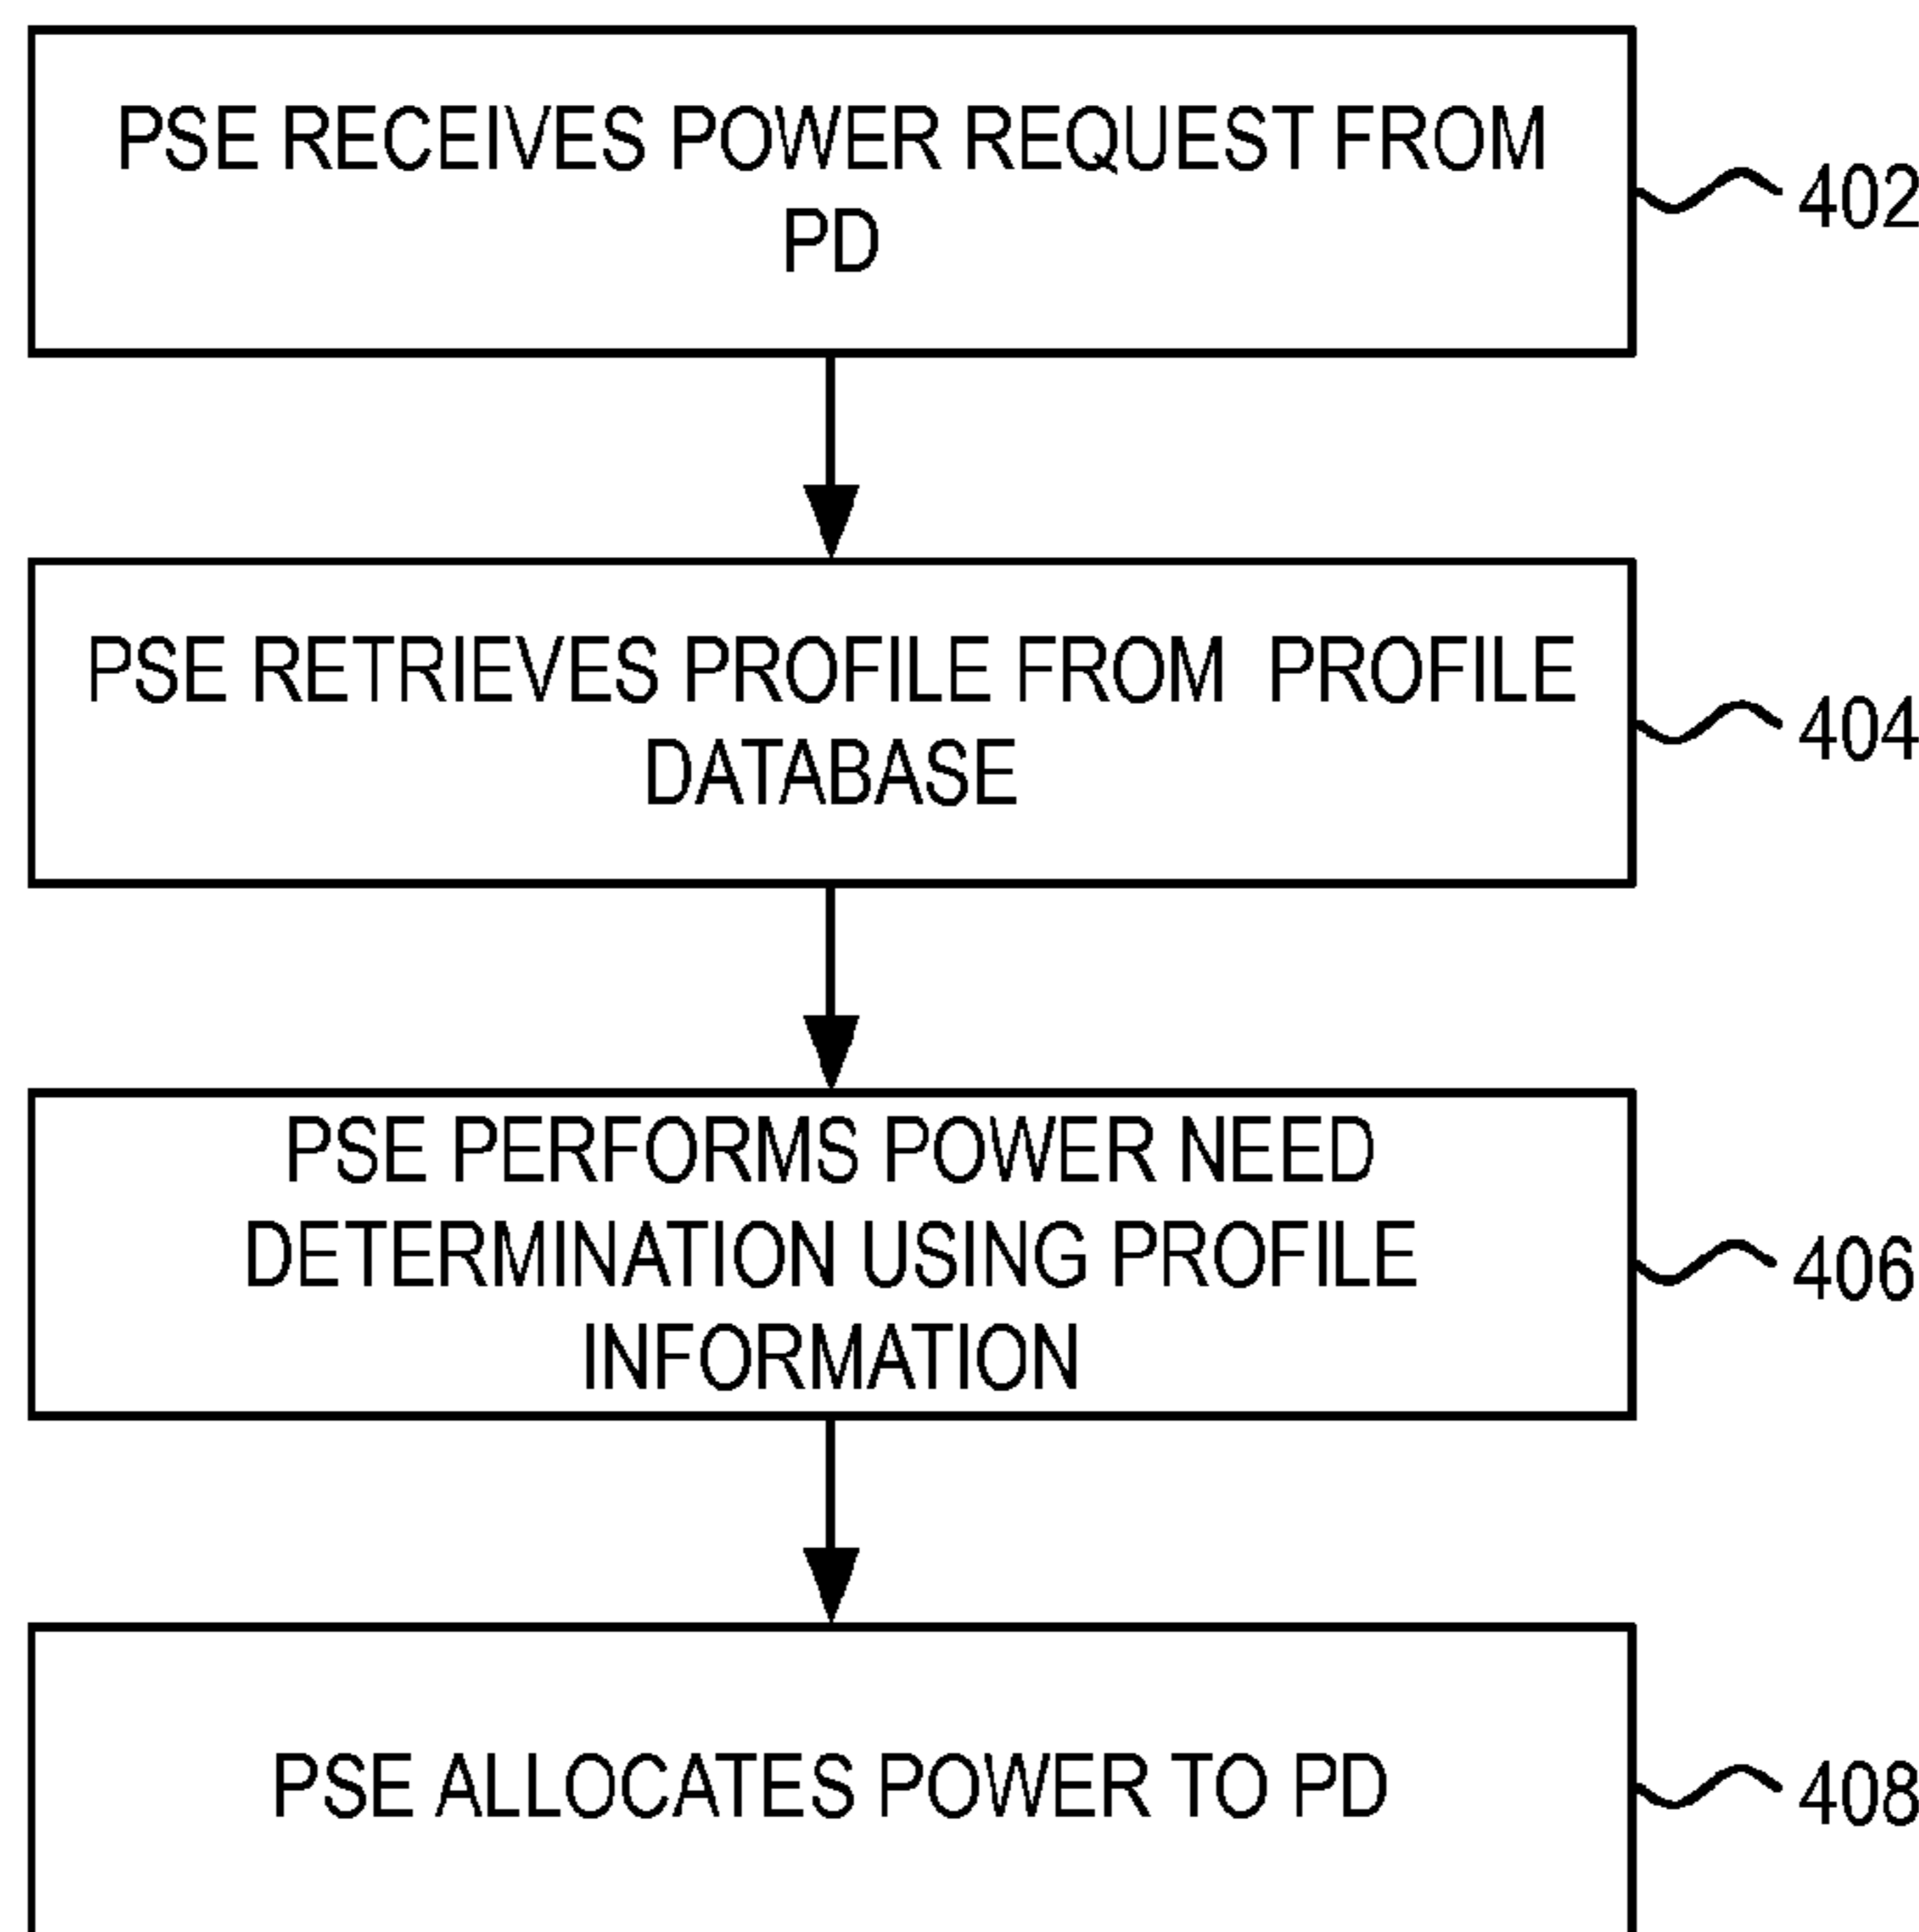 PSE RECEIVES POWER REQUEST FROM
PD
402
PSE RETRIEVES PROFILE FROM PROFILE
DATABASE
404
PSE PERFORMS POWER NEED
DETERMINATION USING PROFILE
INFORMATION
406
PSE ALLOCATES POWER TO PD
408